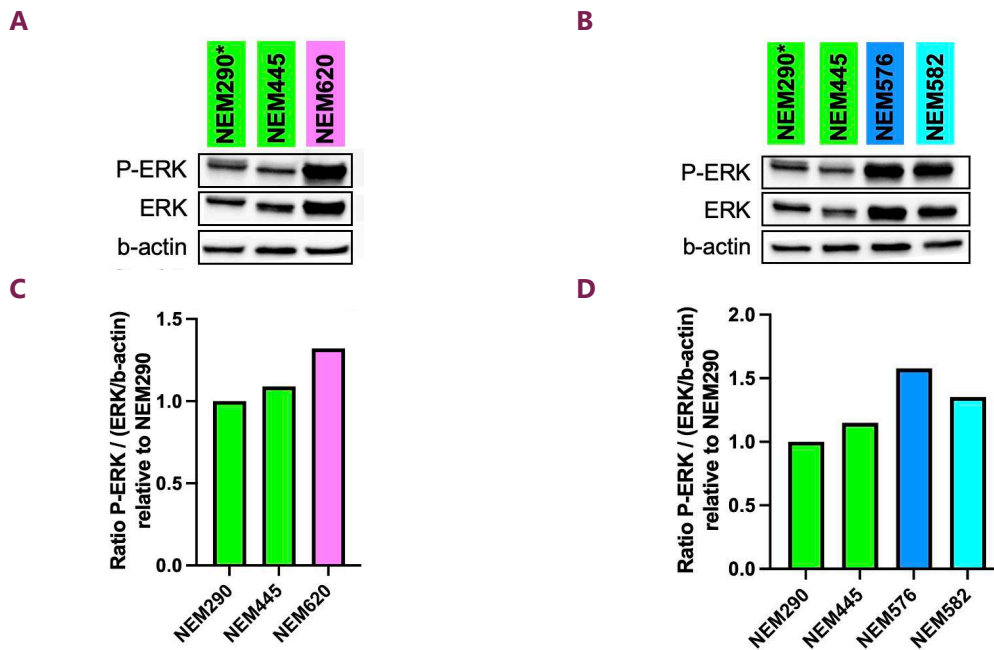 A
NEM290*
NEM445
NEM620
P-ERK
ERK
b-actin
B
NEM290*
NEM445
NEM576
NEM582
P-ERK
ERK
b-actin
C
Ratio P-ERK / (ERK/b-actin)
relative to NEM290
1.5
1.0
0.5
0.0
NEM290
NEM445
NEM620
D
Ratio P-ERK / (ERK/b-actin)
relative to NEM290
2.0
1.5
1.0
0.5
0.0
NEM290
NEM445
NEM576
NEM582